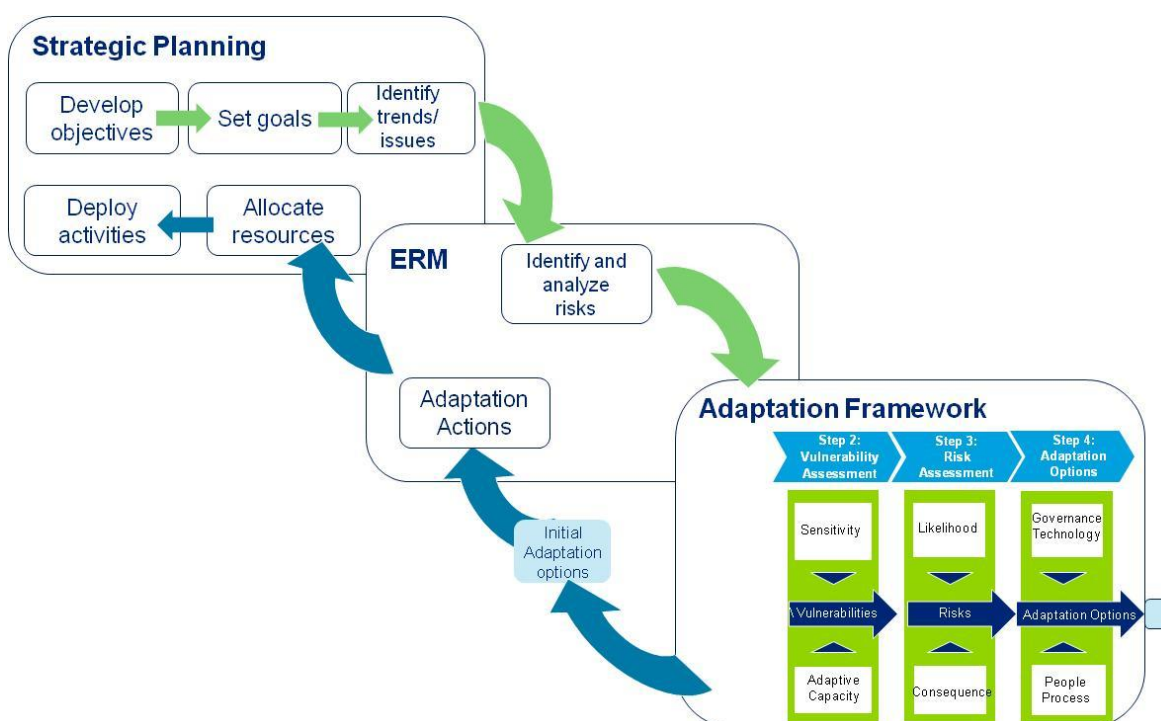 Strategic Planning
Develop
objectives
Set goals
Identify
trends/
issues
Deploy
activities
Allocate
resources
ERM
Identify and
analyze
risks
Adaptation
Actions
Initial
Adaptation
options
Adaptation Framework
Step 2:
Vulnerability
Assessment
Step 3:
Risk
Assessment
Step 4:
Adaptation
Options
Sensitivity
Likelihood
Governance
Technology
\ Vulnerabilities
Risks
Adaptation Options
Adaptive
Capacity
Consequence
People
Process